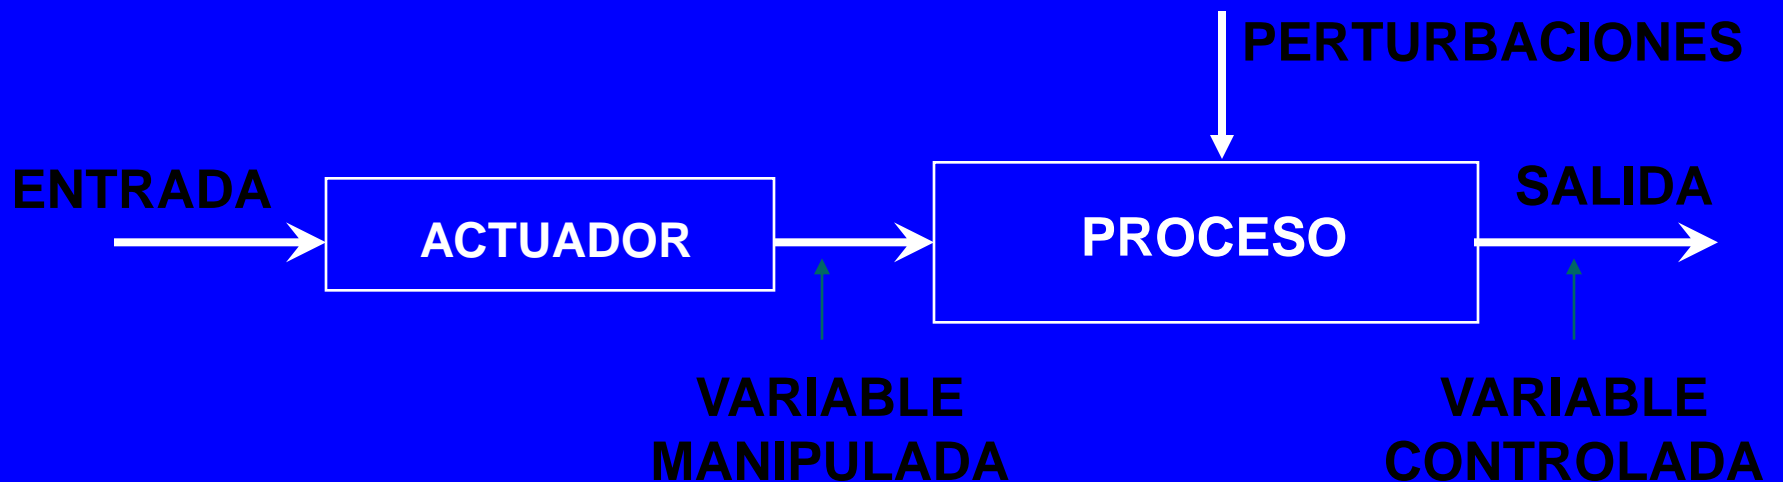 PERTURBACIONES
ENTRADA
SALIDA
ACTUADOR
PROCESO
VARIABLE
MANIPULADA
VARIABLE
CONTROLADA